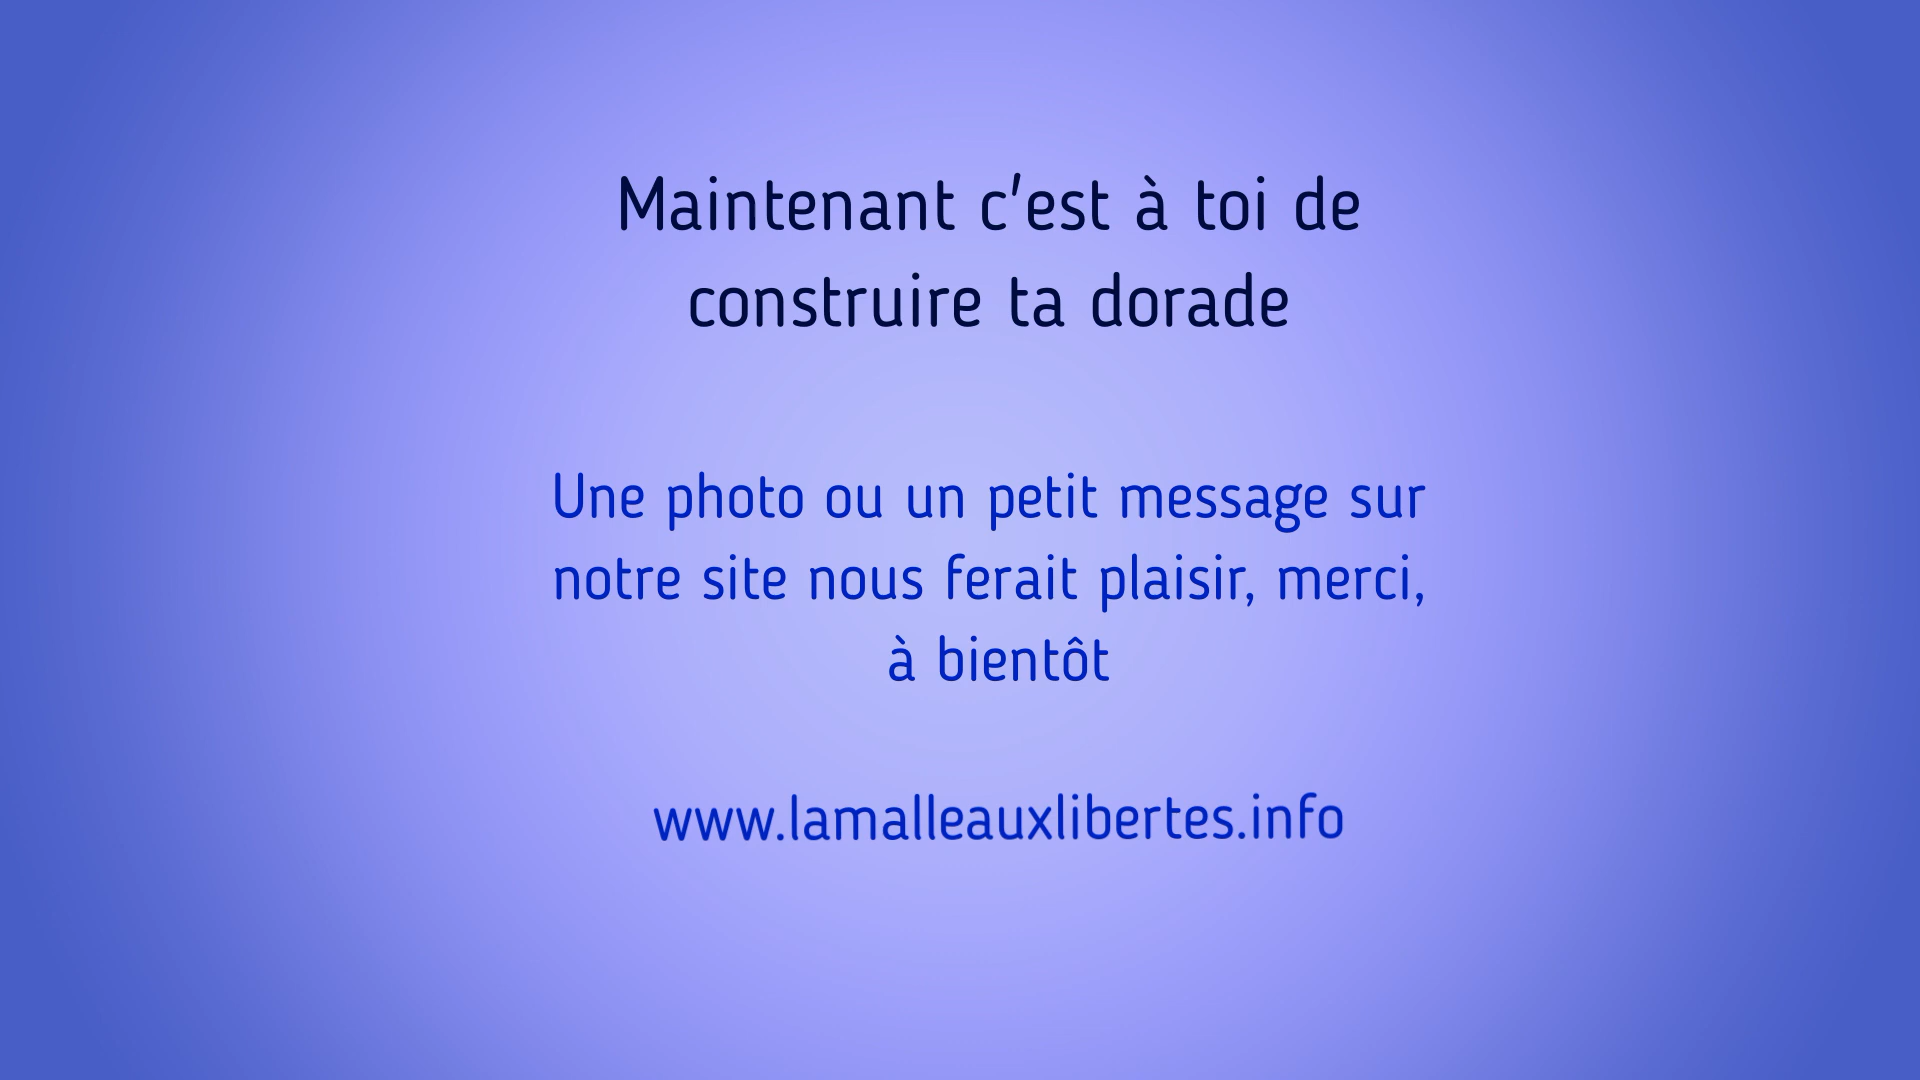 Maintenant c'est à toi de
construire ta dorade
Une photo ou un petit message sur
notre site nous ferait plaisir, merci,
à bientôt
www.lamalleauxlibertes.info